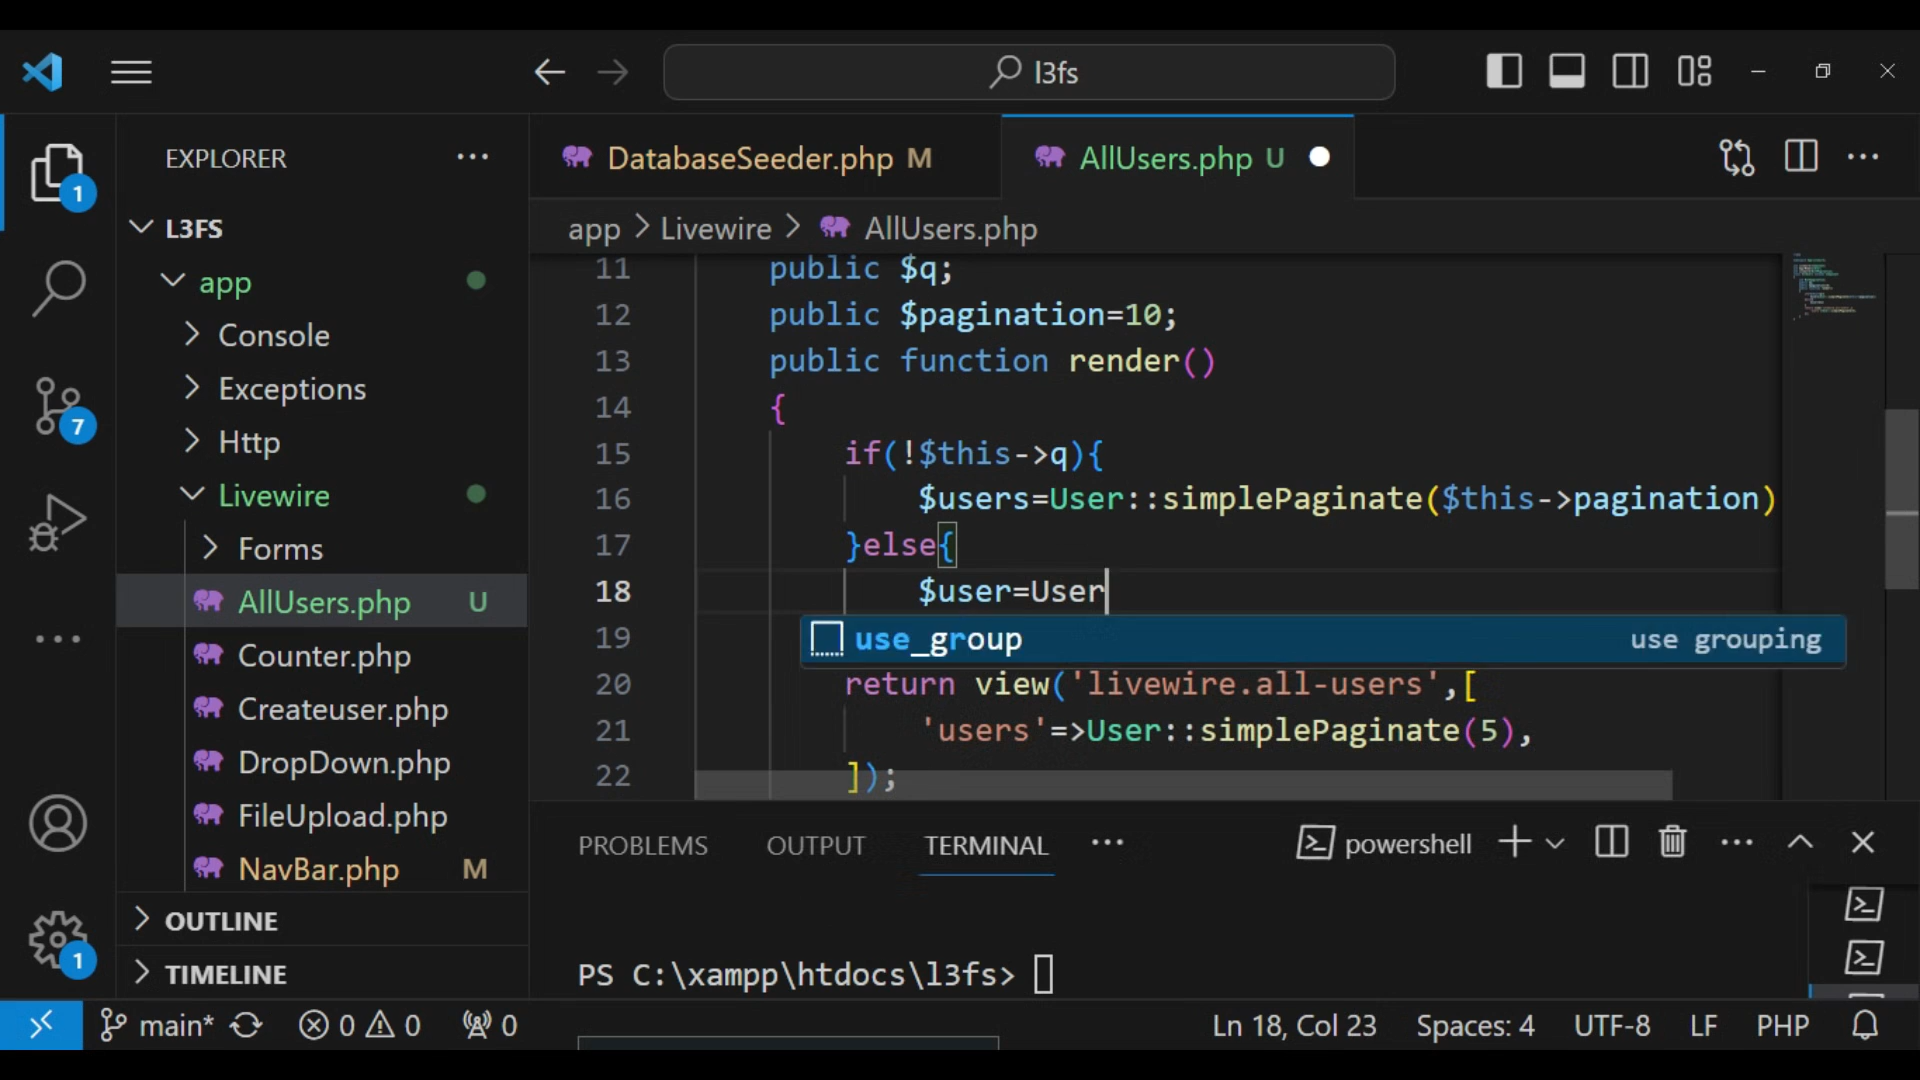 l3fs
EXPLORER
DatabaseSeeder.php M
AllUsers.php U
L3FS
app > Livewire > AllUsers.php
app
Console
Exceptions
Http
Livewire
Forms
AllUsers.php U
Counter.php
Createuser.php
DropDown.php
FileUpload.php
NavBar.php M
OUTLINE
TIMELINE
1
7
1
11 public $q;
12 public $pagination=10;
13 public function render()
14 {
15 if(!$this->q){
16 $users=User::simplePaginate($this->pagination)
17 }else{
18 $user=User
19
use_group use grouping
20 return view('livewire.all-users',[
21 'users'=>User::simplePaginate(5),
22 ]);
PROBLEMS OUTPUT TERMINAL powershell
PS C:\xampp\htdocs\l3fs>
main* 0 0 0 Ln 18, Col 23 Spaces: 4 UTF-8 LF PHP